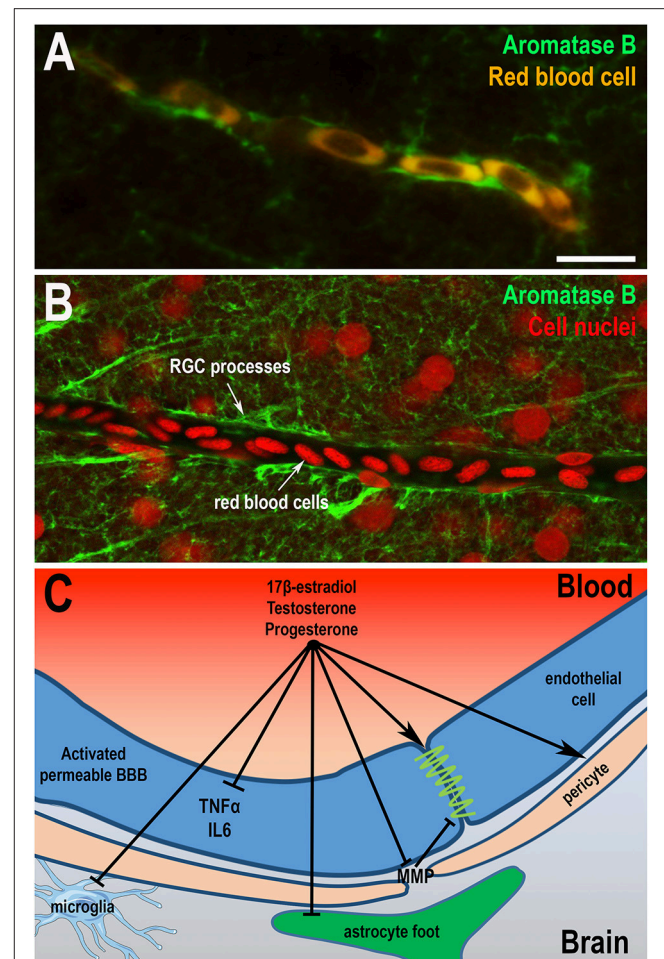 A
Aromatase B
Red blood cell
B
Aromatase B
Cell nuclei
RGC processes
red blood cells
C
17β-estradiol
Testosterone
Progesterone
Blood
endothelial
cell
Activated
permeable BBB
TNFα
IL6
pericyte
MMP
microglia
astrocyte foot
Brain